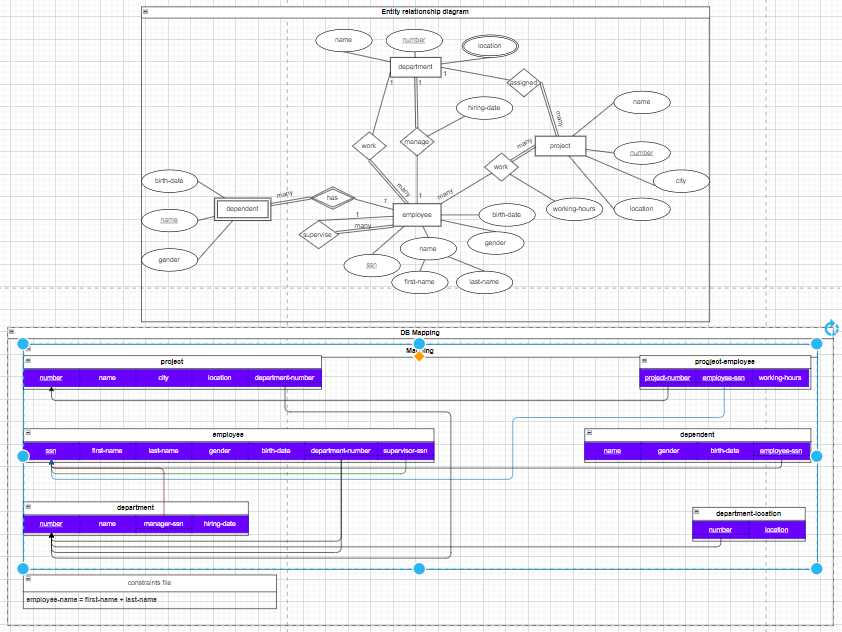 Entity relationship diagram
name
number
location
department
1
1
1
assigned
hiring-date
many
name
work
manage
many
project
number
work
city
birth-date
many
has
many
many
1
1
dependent
name
employee
birth-date
working-hours
location
1
supervise
many
gender
name
gender
ssn
first-name
last-name
DB Mapping
Mapping
project
number name city location department-number
progject-employee
project-number employee-ssn working-hours
employee
ssn first-name last-name gender birth-date department-number supervisor-ssn
dependent
name gender birth-date employee-ssn
department
number name manager-ssn hiring-date
department-location
number location
constraints file
employee-name = first-name + last-name